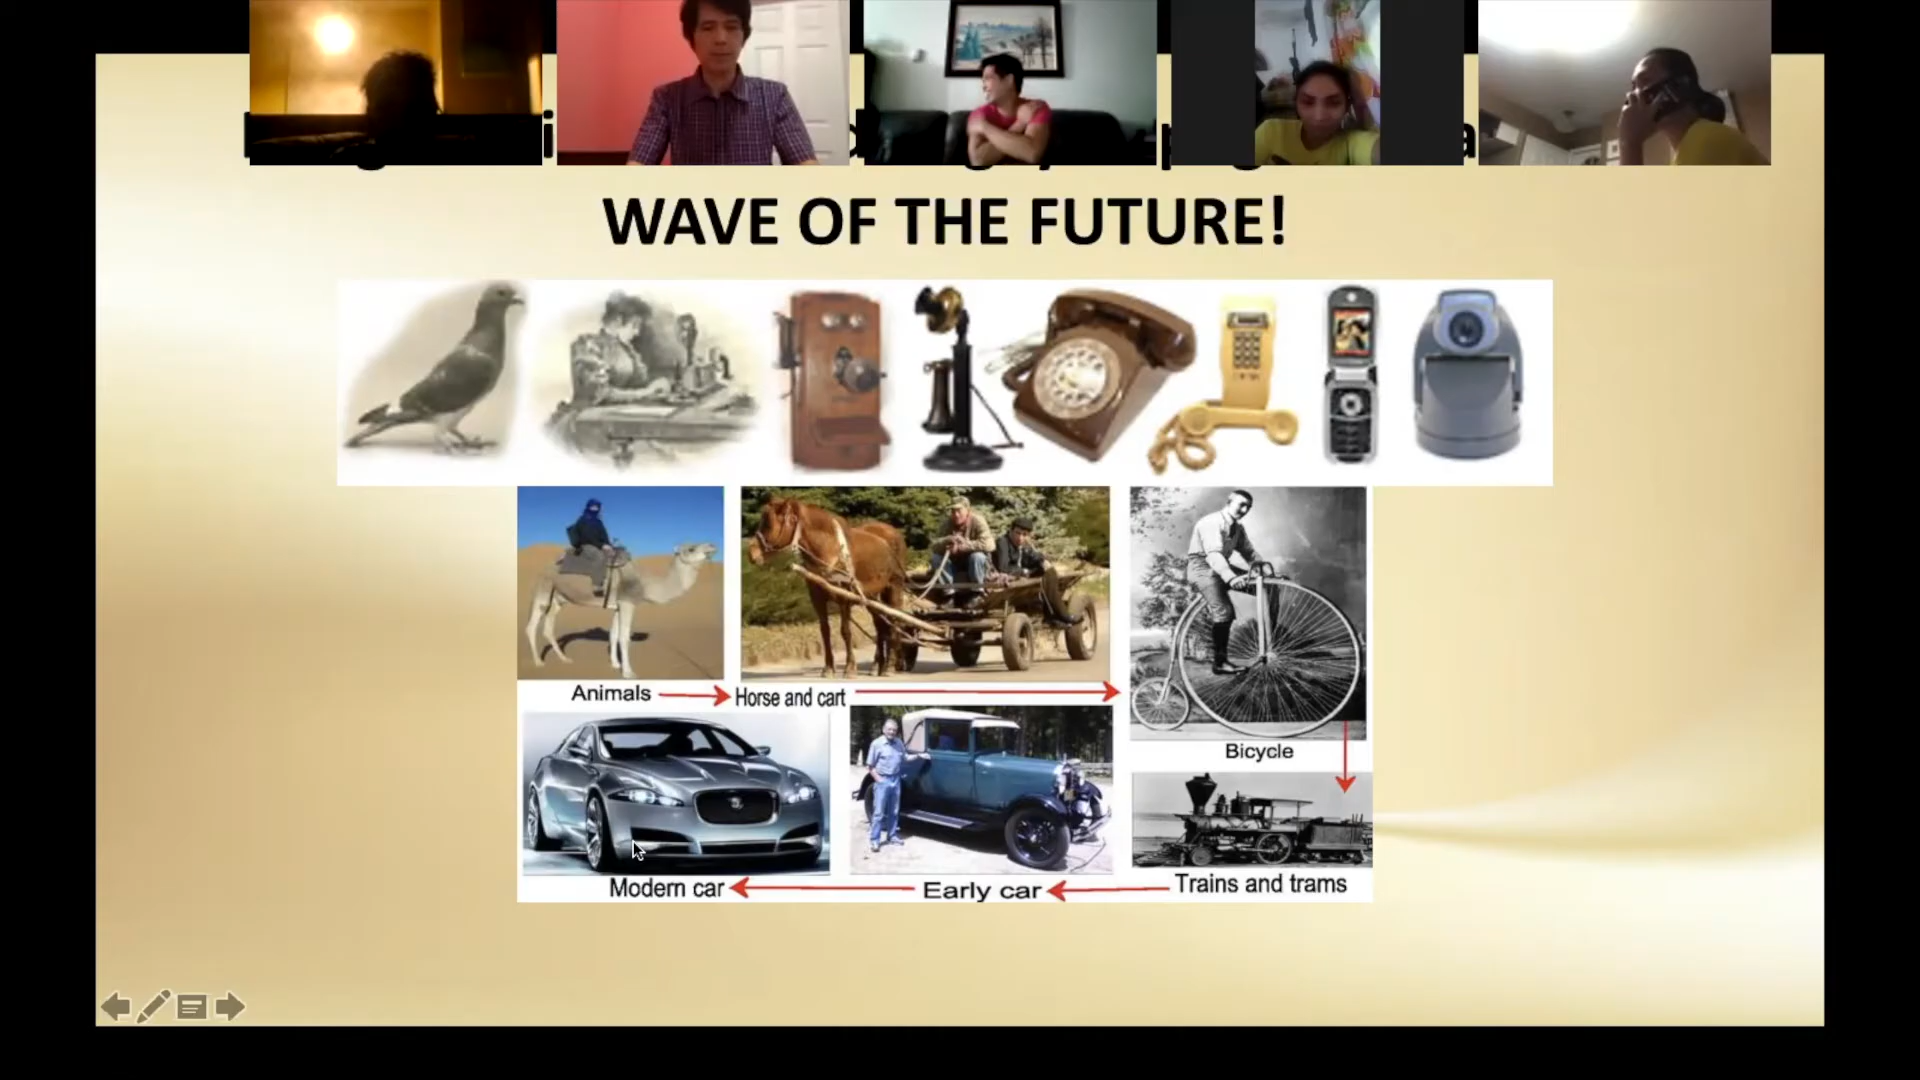 WAVE OF THE FUTURE!
Animals
Horse and cart
Bicycle
Modern car
Early car
Trains and trams